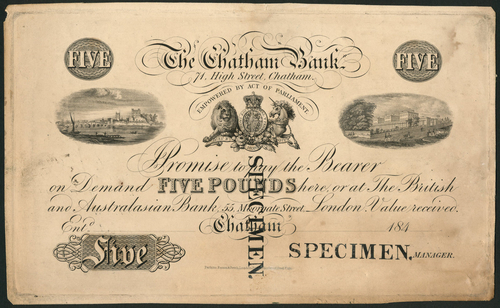 FIVE The Chatham Bank FIVE
71, High Street, Chatham.
EMPOWERED BY ACT OF PARLIAMENT
Promise to pay the Bearer
on Demand FIVE POUNDS here, or at The British
and Australasian Bank, 55, Moorgate Street, London Value received.
Entd Chatham 184
Five SPECIMEN. MANAGER.
SPECIMEN.